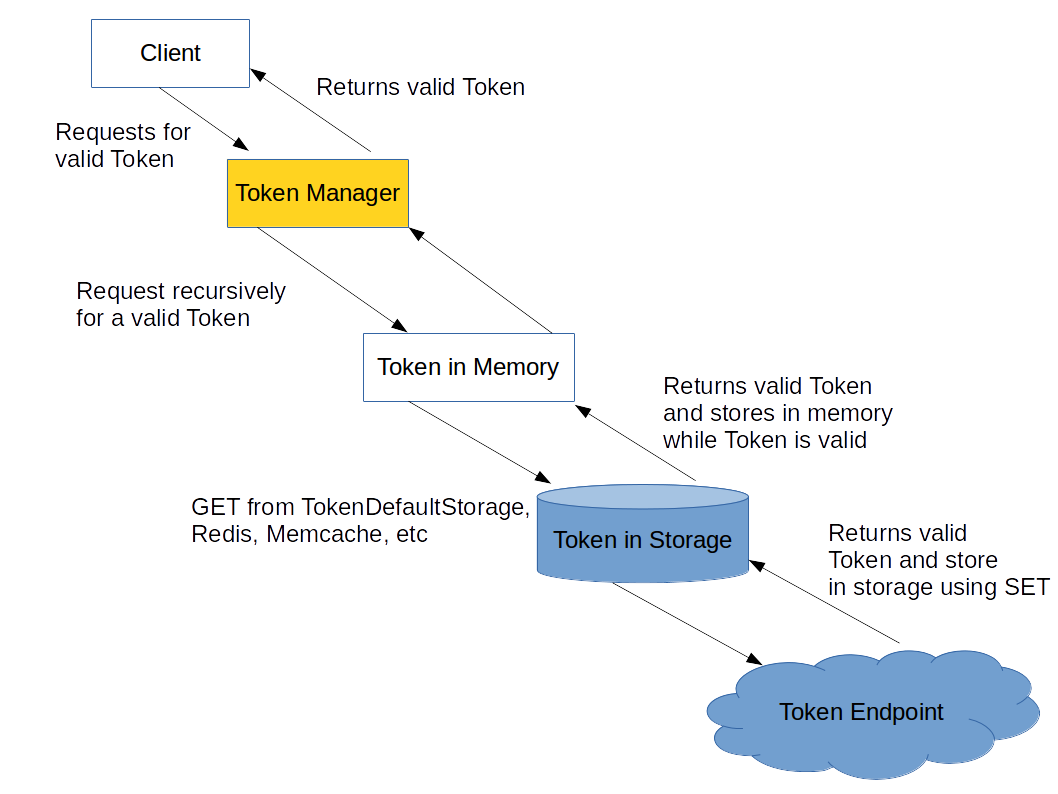 Client
Returns valid Token
Requests for
valid Token
Token Manager
Request recursively
for a valid Token
Token in Memory
Returns valid Token
and stores in memory
while Token is valid
GET from TokenDefaultStorage,
Redis, Memcache, etc
Token in Storage
Returns valid
Token and store
in storage using SET
Token Endpoint